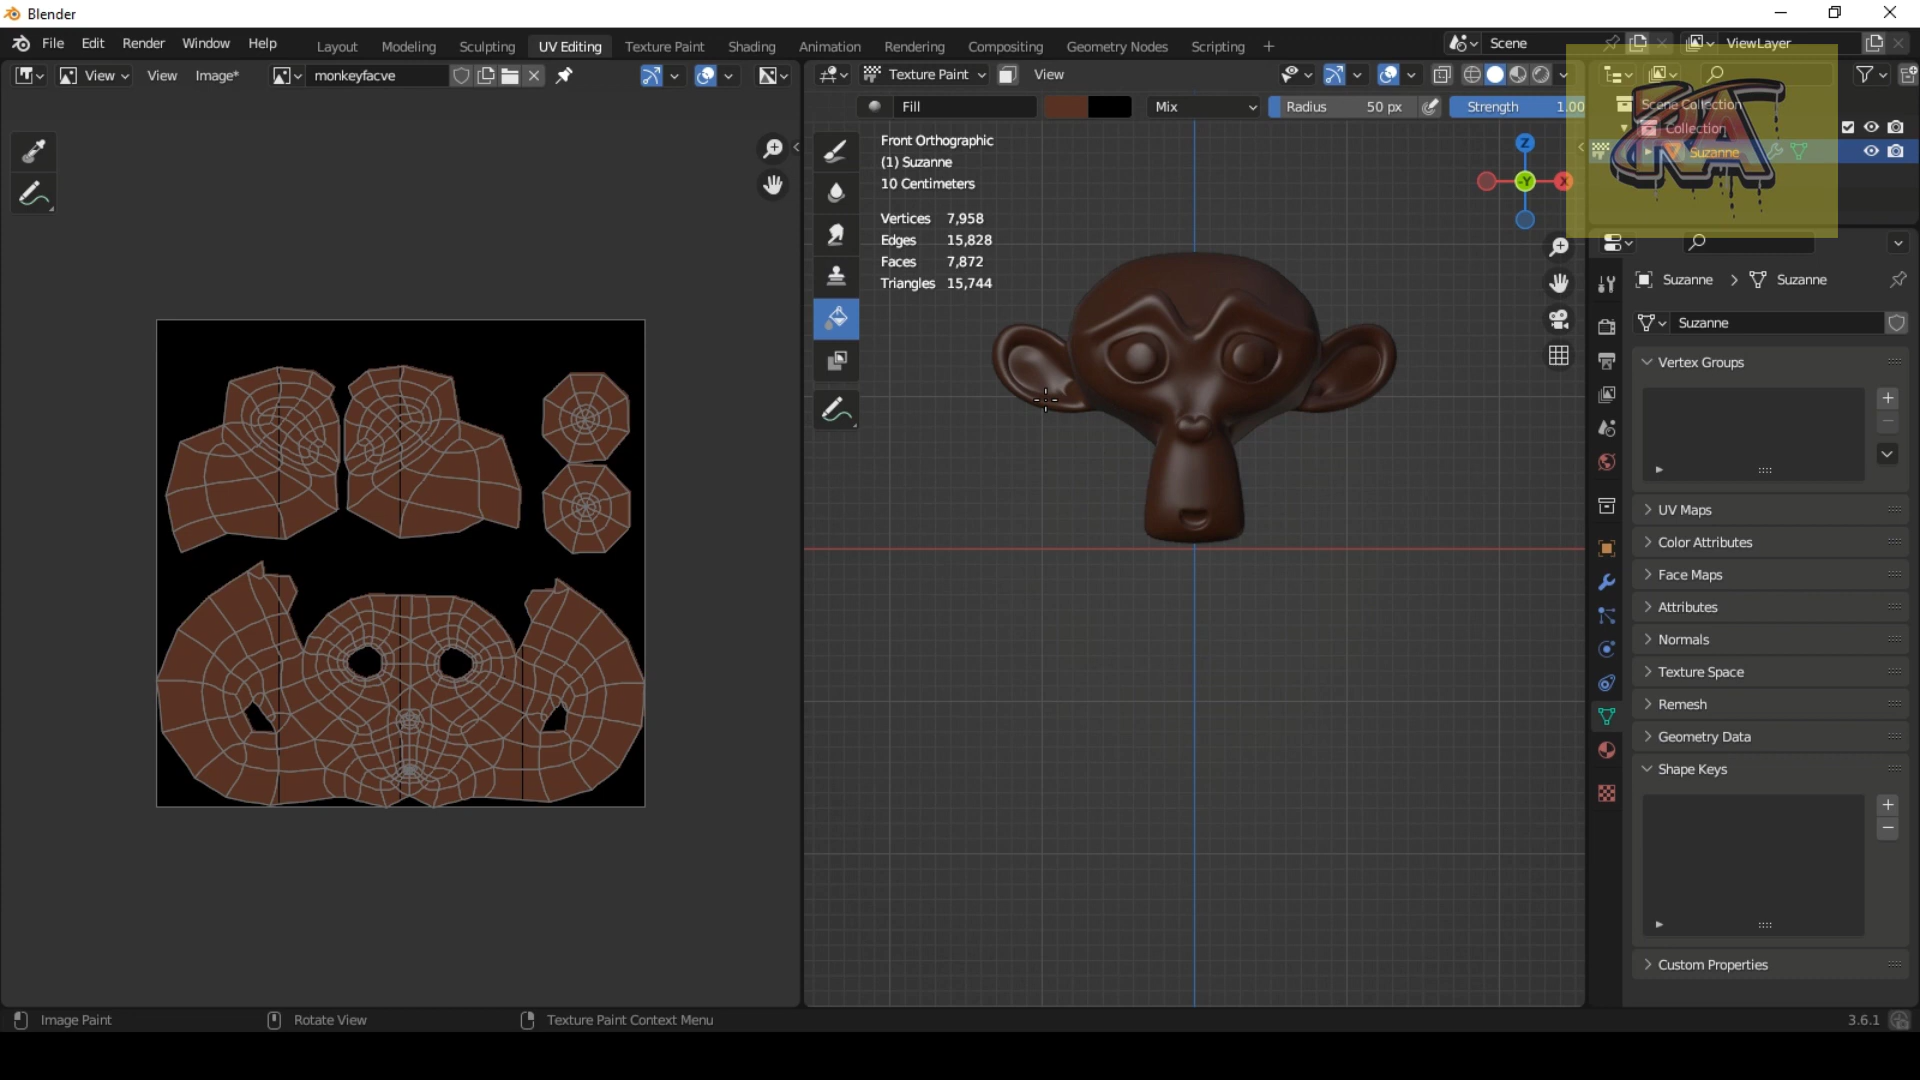 Blender
File Edit Render Window Help
Layout Modeling Sculpting UV Editing Texture Paint Shading Animation Rendering Compositing Geometry Nodes Scripting +
Scene ViewLayer
View View Image* monkeyfacve
Texture Paint View
Fill Mix Radius 50 px Strength 1.00
Front Orthographic
(1) Suzanne
10 Centimeters
Vertices 7,958
Edges 15,828
Faces 7,872
Triangles 15,744
Z
-Y
X
Scene Collection
Collection
Suzanne
RA
Suzanne > Suzanne
Suzanne
Vertex Groups
UV Maps
Color Attributes
Face Maps
Attributes
Normals
Texture Space
Remesh
Geometry Data
Shape Keys
Custom Properties
Image Paint Rotate View Texture Paint Context Menu 3.6.1